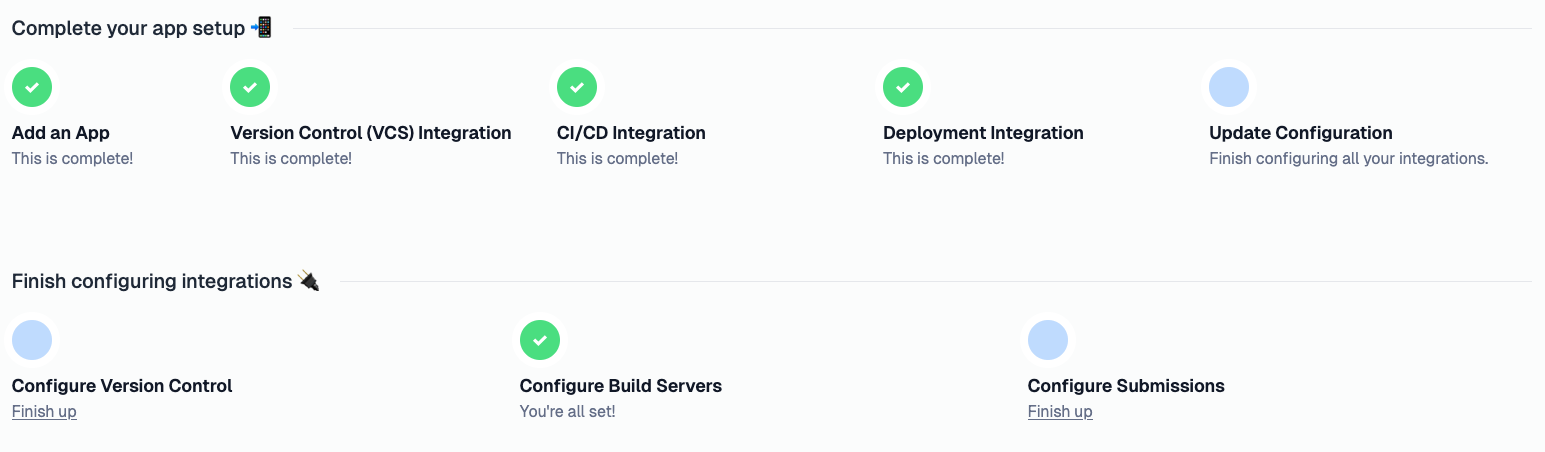 Complete your app setup 📲
Add an App
This is complete!
Version Control (VCS) Integration
This is complete!
CI/CD Integration
This is complete!
Deployment Integration
This is complete!
Update Configuration
Finish configuring all your integrations.
Finish configuring integrations 🔌
Configure Version Control
Finish up
Configure Build Servers
You're all set!
Configure Submissions
Finish up